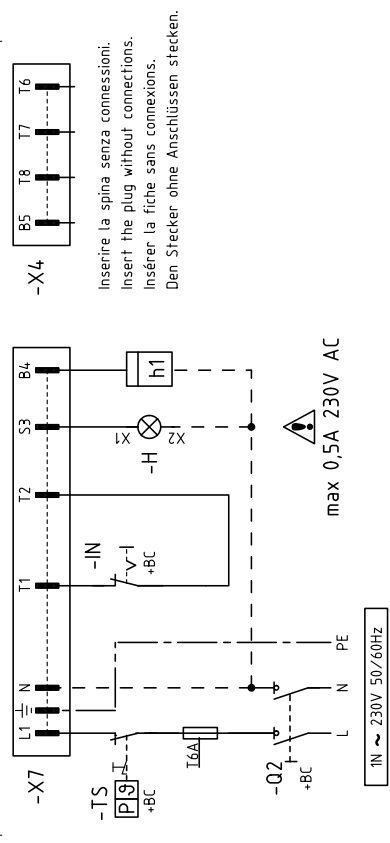 -X4
B5 T8 T7 T6
Inserire la spina senza connessioni.
Insert the plug without connections.
Insérer la fiche sans connexions.
Den Stecker ohne Anschlüssen stecken.
-X7
L1 N T1 T2 S3 B4
-TS
P ϑ
+BC
-IN
+BC
X1
-H
X2
h1
T6A
-Q2
+BC
L N PE
max 0,5A 230V AC
1N ~ 230V 50/60Hz